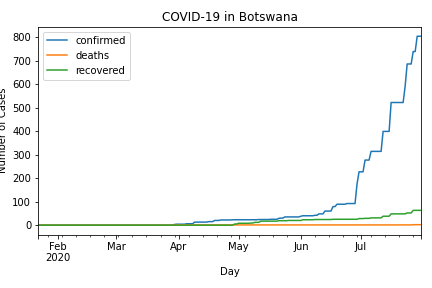 COVID-19 in Botswana
confirmed
deaths
recovered
800
700
600
500
400
300
200
100
0
Number of Cases
Feb Mar Apr May Jun Jul
2020
Day